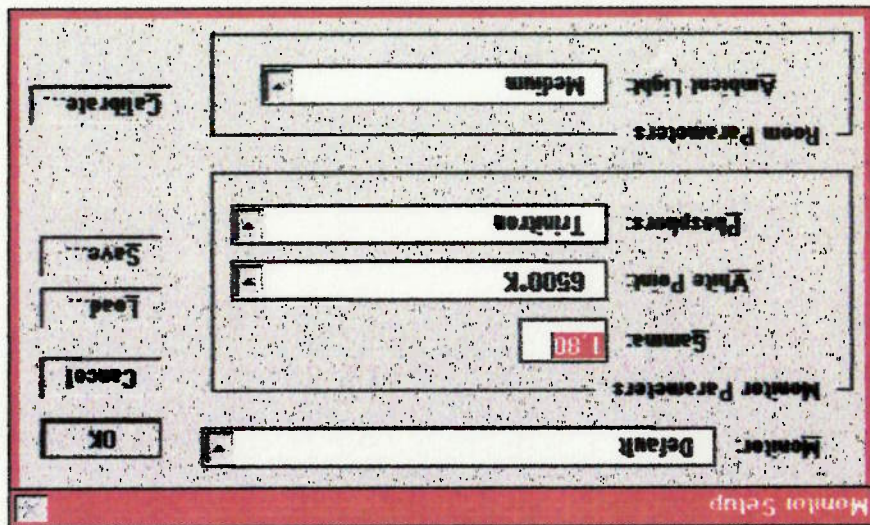 Monitor Setup
Monitor: Default
OK
Monitor Parameters
Cancel
Gamma: 1,80
Load...
White Point: 6500°K
Save...
Phosphors: Trinitron
Room Parameters
Ambient Light: Medium
Calibrate...